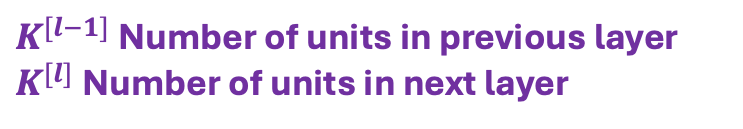 K^[l−1] Number of units in previous layer
K^[l] Number of units in next layer